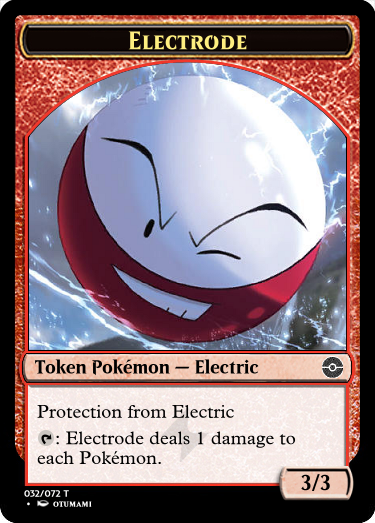 Electrode
Token Pokémon — Electric
Protection from Electric
: Electrode deals 1 damage to
each Pokémon.
3/3
032/072 T
• OTUMAMI